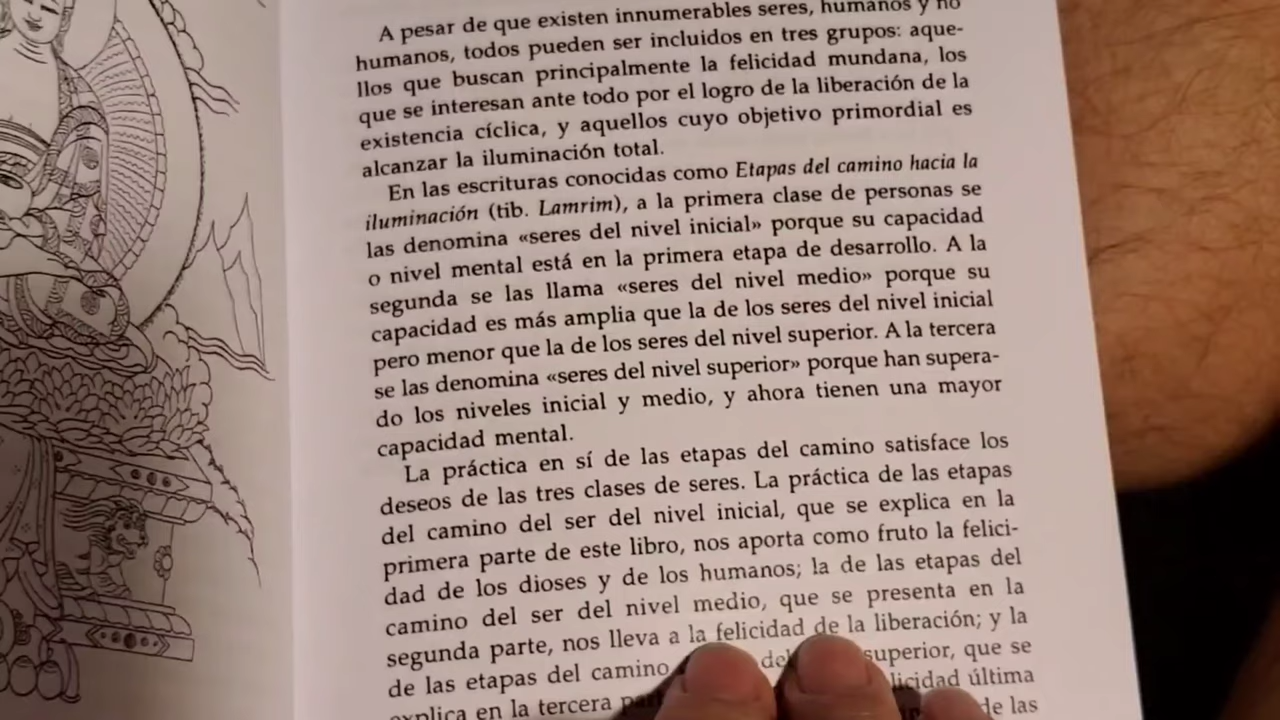 A pesar de que existen innumerables seres, humanos y no
humanos, todos pueden ser incluidos en tres grupos: aque-
llos que buscan principalmente la felicidad mundana, los
que se interesan ante todo por el logro de la liberación de la
existencia cíclica, y aquellos cuyo objetivo primordial es
alcanzar la iluminación total.
En las escrituras conocidas como Etapas del camino hacia la
iluminación (tib. Lamrim), a la primera clase de personas se
las denomina «seres del nivel inicial» porque su capacidad
o nivel mental está en la primera etapa de desarrollo. A la
segunda se las llama «seres del nivel medio» porque su
capacidad es más amplia que la de los seres del nivel inicial
pero menor que la de los seres del nivel superior. A la tercera
se las denomina «seres del nivel superior» porque han supera-
do los niveles inicial y medio, y ahora tienen una mayor
capacidad mental.
La práctica en sí de las etapas del camino satisface los
deseos de las tres clases de seres. La práctica de las etapas
del camino del ser del nivel inicial, que se explica en la
primera parte de este libro, nos aporta como fruto la felici-
dad de los dioses y de los humanos; la de las etapas del
camino del ser del nivel medio, que se presenta en la
segunda parte, nos lleva a la felicidad de la liberación; y la
de las etapas del camino del superior, que se
explica en la tercera última
de las